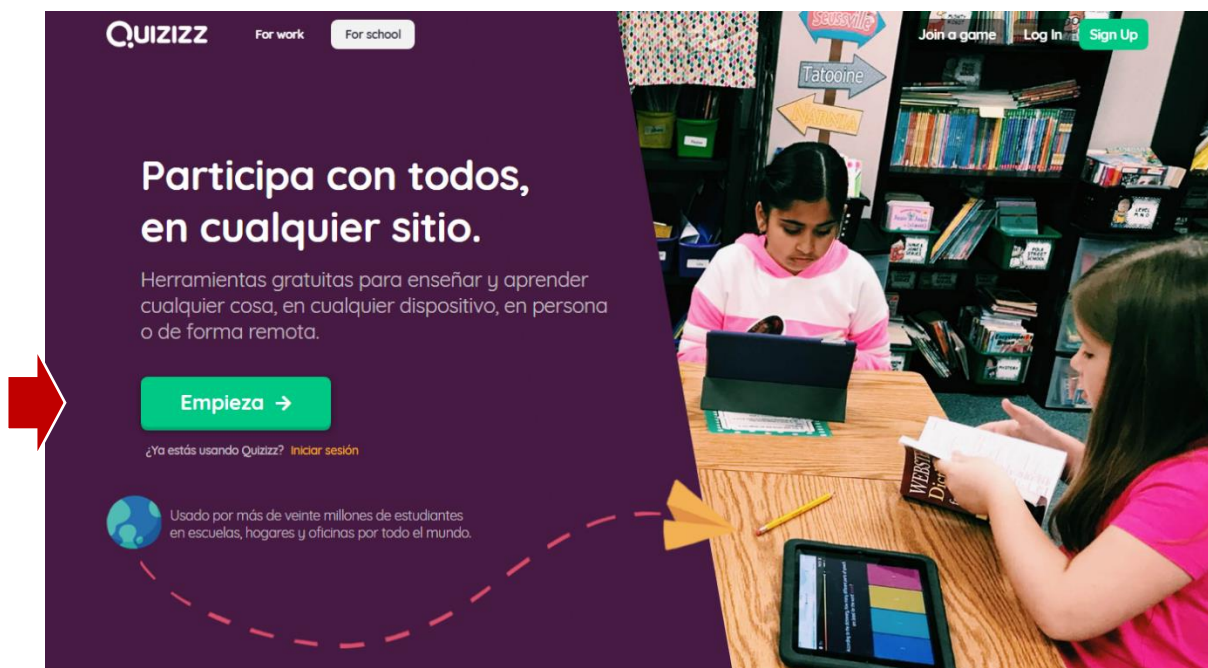 QUIZIZZ
For work
For school
Join a game
Log In
Sign Up
Participa con todos,
en cualquier sitio.
Herramientas gratuitas para enseñar y aprender
cualquier cosa, en cualquier dispositivo, en persona
o de forma remota.
Empieza →
¿Ya estás usando Quizizz? Iniciar sesión
Usado por más de veinte millones de estudiantes
en escuelas, hogares y oficinas por todo el mundo.
Seussville
Tatooine
NARNIA
WEBSTER